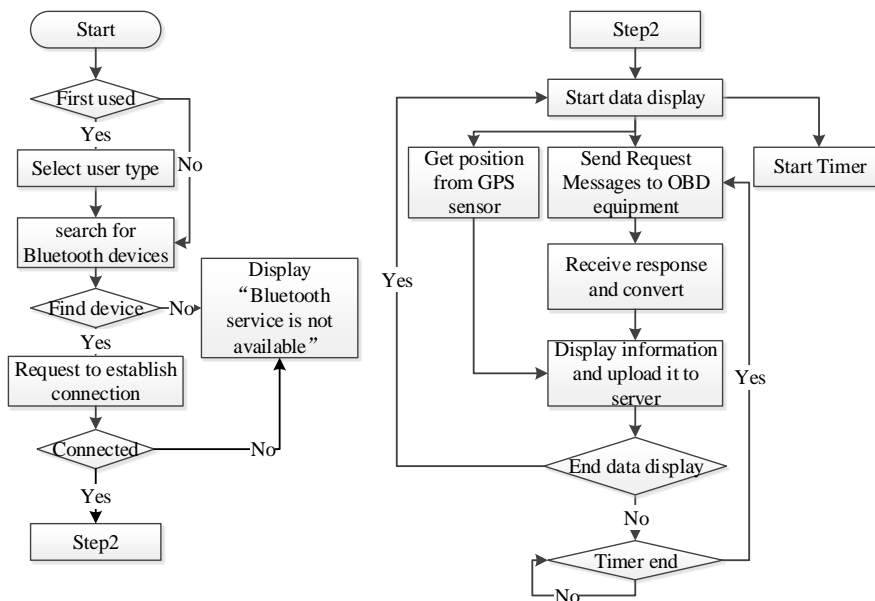 Start
First used
Yes
No
Select user type
search for
Bluetooth devices
Find device
No
Display
“Bluetooth
service is not
available”
Yes
Request to establish
connection
Connected
No
Yes
Step2
Step2
Start data display
Get position
from GPS
sensor
Send Request
Messages to OBD
equipment
Start Timer
Receive response
and convert
Yes
Display information
and upload it to
server
Yes
End data display
No
Timer end
No